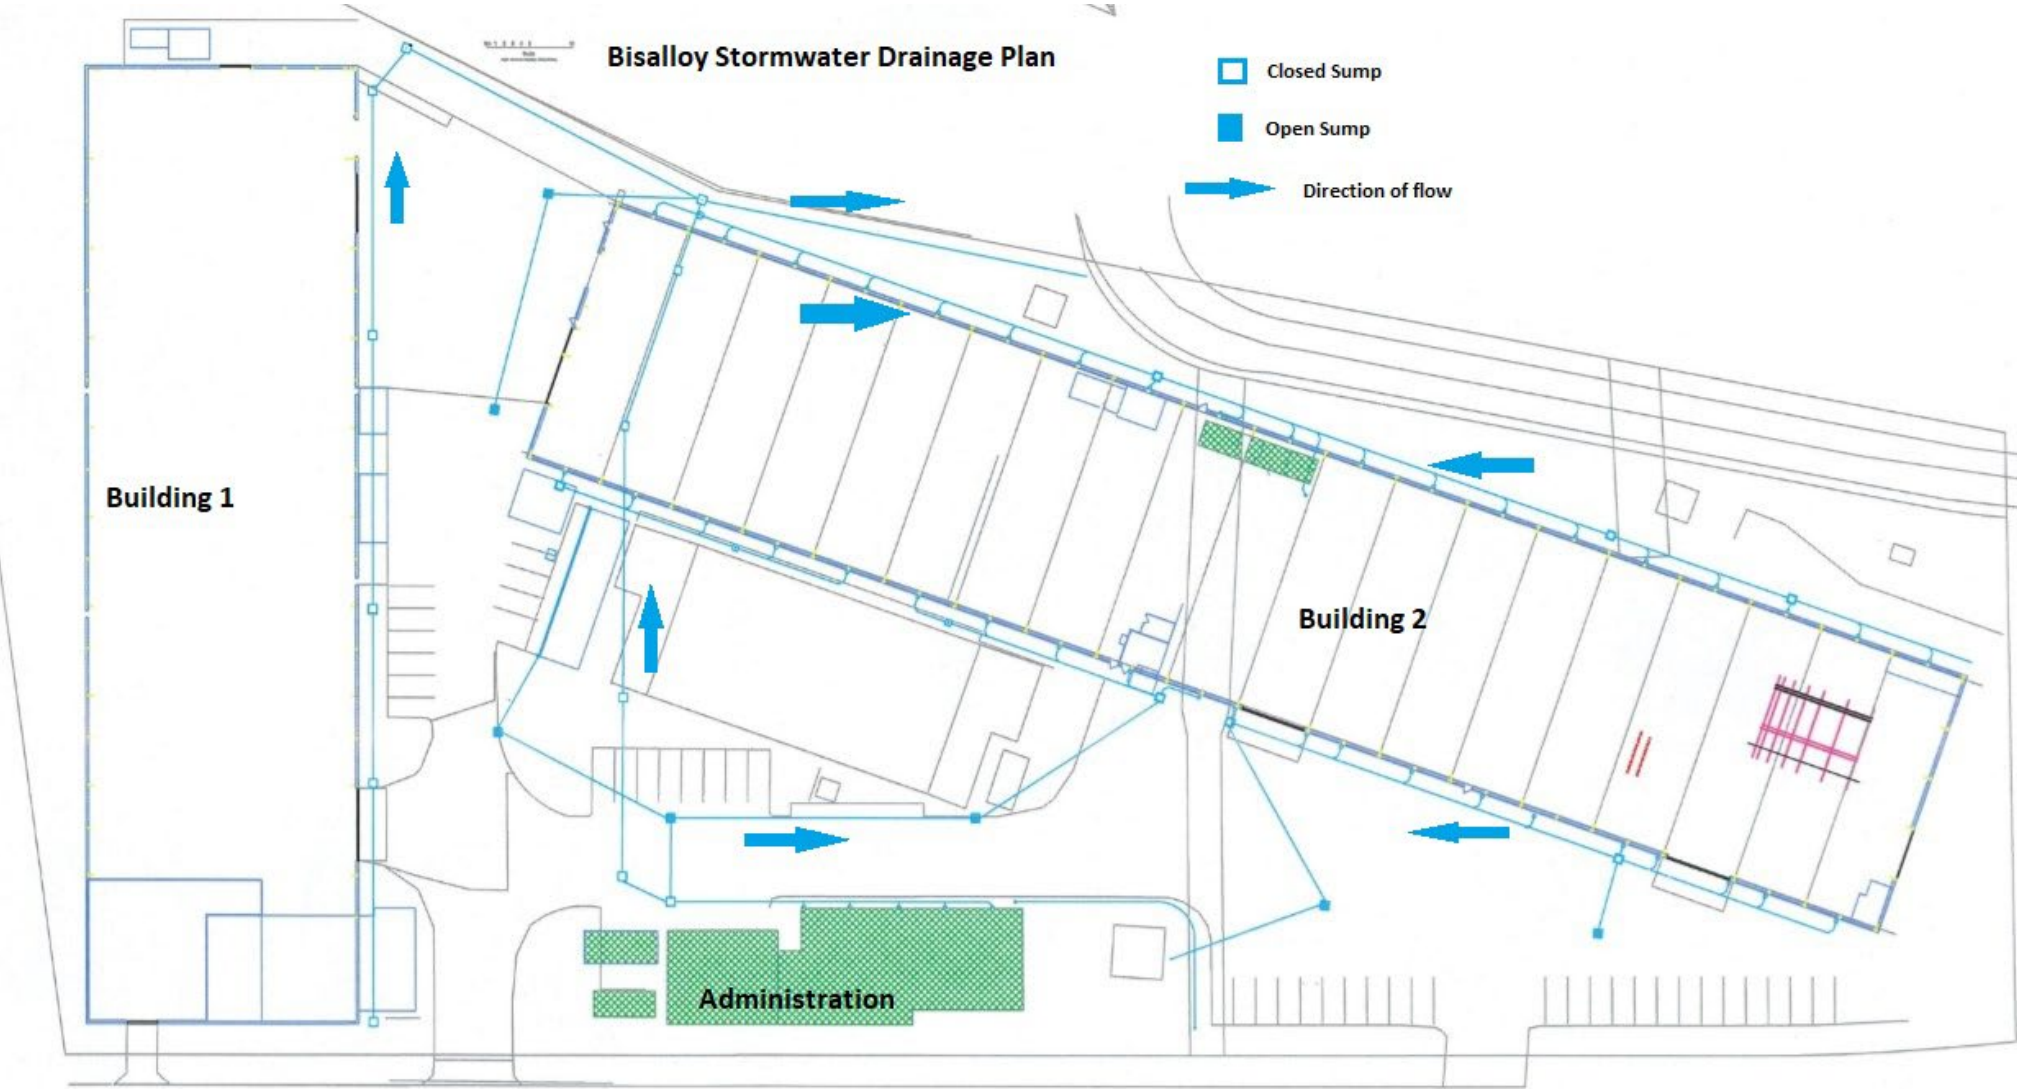 Bisalloy Stormwater Drainage Plan
Closed Sump
Open Sump
Direction of flow
Building 1
Building 2
Administration